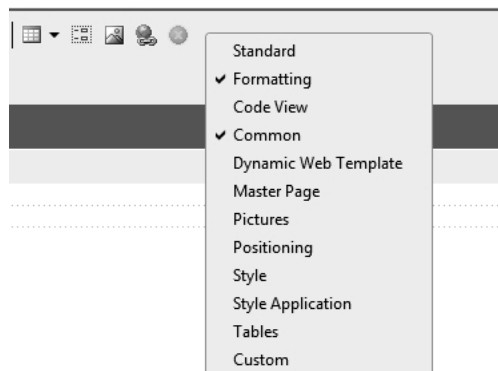 Standard
Formatting
Code View
Common
Dynamic Web Template
Master Page
Pictures
Positioning
Style
Style Application
Tables
Custom